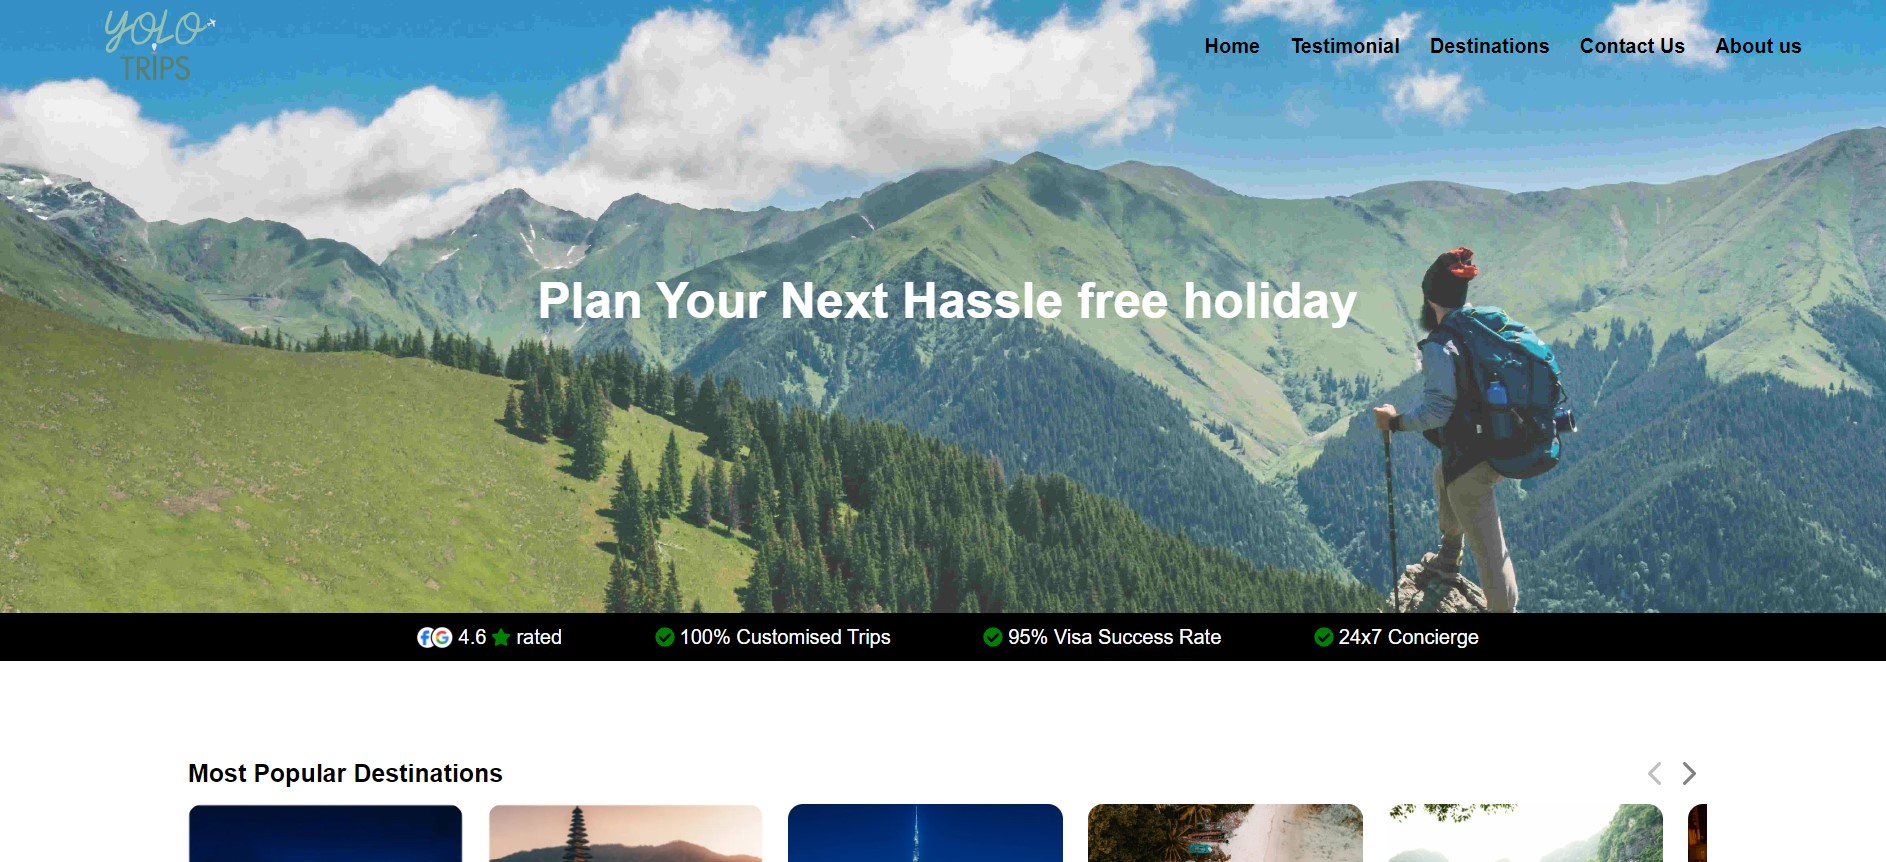 YOLO
TRIPS
Home Testimonial Destinations Contact Us About us
Plan Your Next Hassle free holiday
4.6 rated 100% Customised Trips 95% Visa Success Rate 24x7 Concierge
Most Popular Destinations